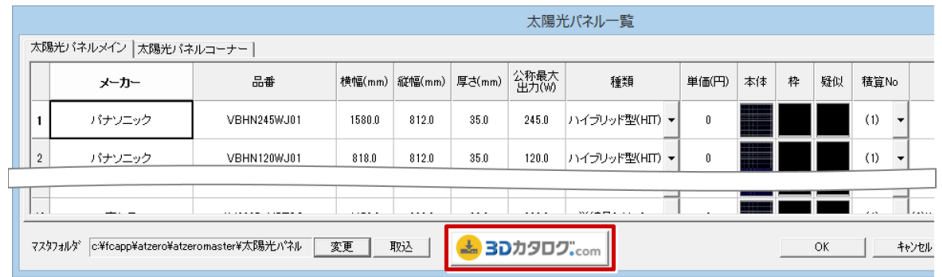 太陽光パネル一覧
太陽光パネルメイン 太陽光パネルコーナー
メーカー 品番 横幅(mm) 縦幅(mm) 厚さ(mm) 公称最大出力(W) 種類 単価(円) 本体 枠 疑似 積算No
1 パナソニック VBHN245WJ01 1580.0 812.0 35.0 245.0 ハイブリッド型(HIT) 0 (1)
2 パナソニック VBHN120WJ01 818.0 812.0 35.0 120.0 ハイブリッド型(HIT) 0 (1)
マスタフォルダ c:¥fcapp¥atzero¥atzeromaster¥太陽光パネル 変更 取込 3Dカタログ.com OK キャンセル